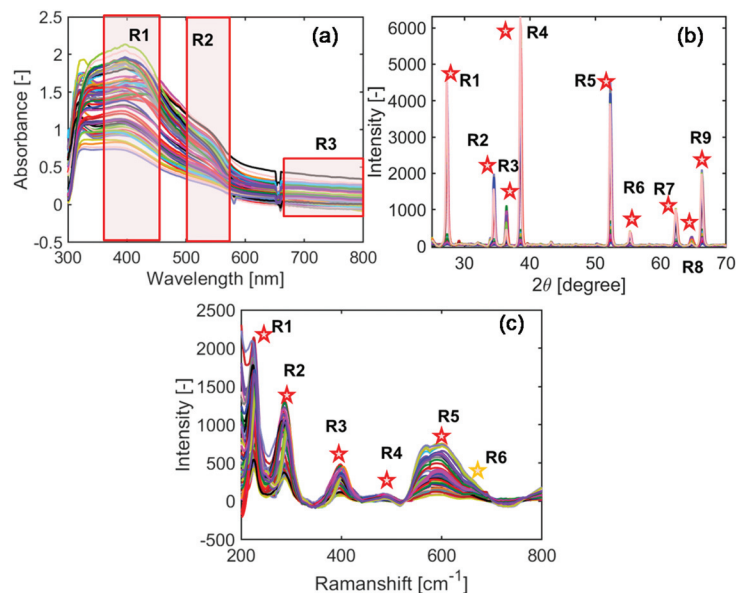 (a)
R1
R2
R3
Absorbance [-]
2.5
2
1.5
1
0.5
0
-0.5
300
400
500
600
700
800
Wavelength [nm]
(b)
R1
R2
R3
R4
R5
R6
R7
R8
R9
Intensity [-]
6000
5000
4000
3000
2000
1000
0
30
40
50
60
70
2θ [degree]
(c)
R1
R2
R3
R4
R5
R6
Intensity [-]
2500
2000
1500
1000
500
0
-500
200
400
600
800
Ramanshift [cm⁻¹]